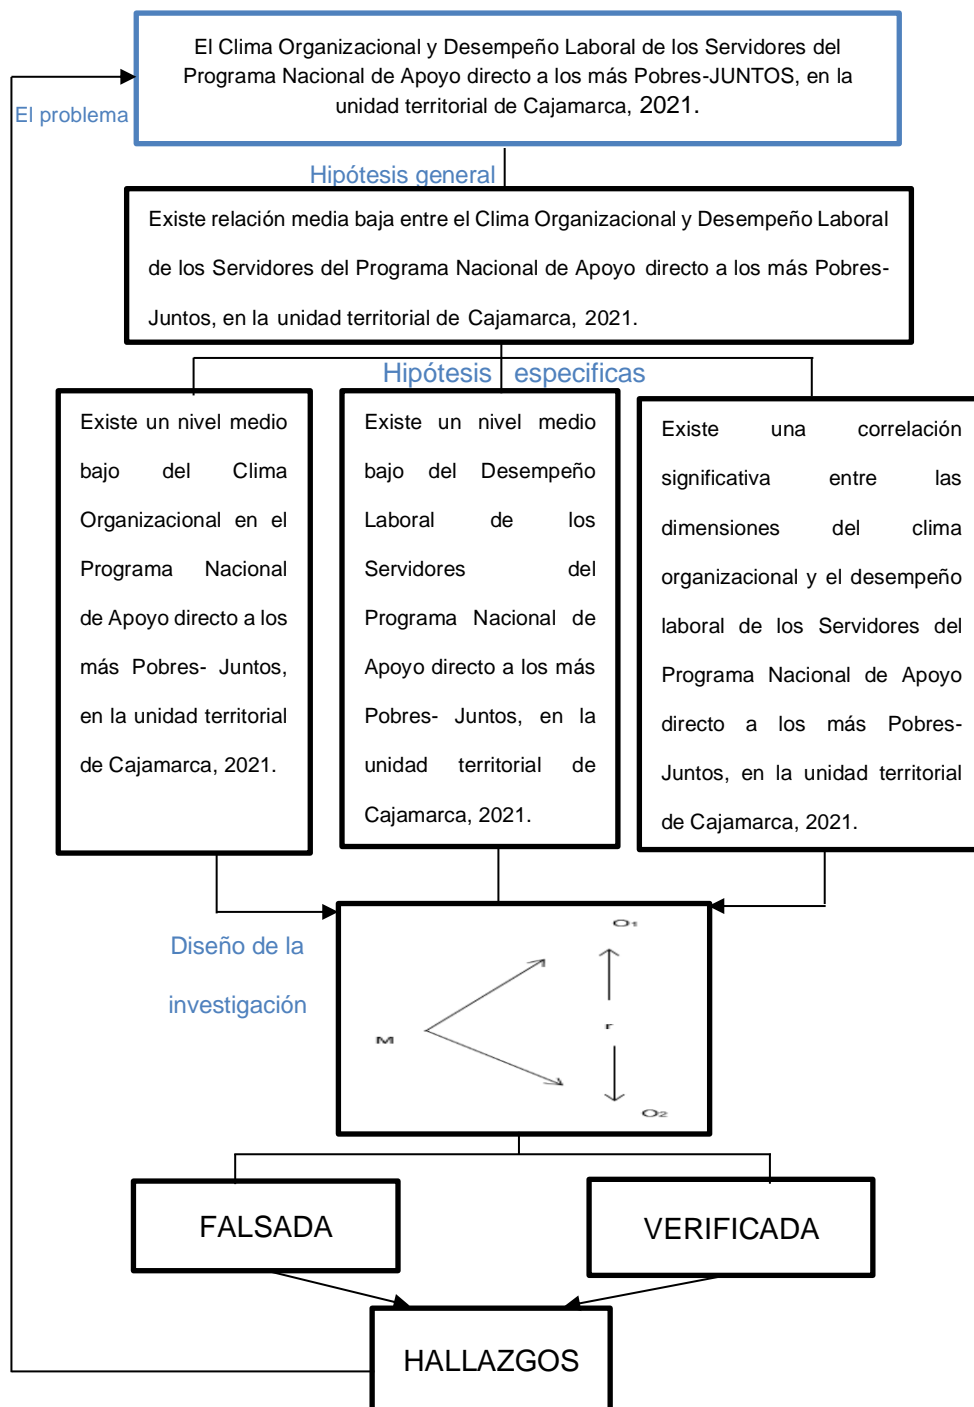 El Clima Organizacional y Desempeño Laboral de los Servidores del
Programa Nacional de Apoyo directo a los más Pobres-JUNTOS, en la
unidad territorial de Cajamarca, 2021.
El problema
Hipótesis general
Existe relación media baja entre el Clima Organizacional y Desempeño Laboral
de los Servidores del Programa Nacional de Apoyo directo a los más Pobres-
Juntos, en la unidad territorial de Cajamarca, 2021.
Hipótesis especificas
Existe un nivel medio
bajo del Clima
Organizacional en el
Programa Nacional
de Apoyo directo a los
más Pobres- Juntos,
en la unidad territorial
de Cajamarca, 2021.
Existe un nivel medio
bajo del Desempeño
Laboral de los
Servidores del
Programa Nacional de
Apoyo directo a los más
Pobres- Juntos, en la
unidad territorial de
Cajamarca, 2021.
Existe una correlación
significativa entre las
dimensiones del clima
organizacional y el desempeño
laboral de los Servidores del
Programa Nacional de Apoyo
directo a los más Pobres-
Juntos, en la unidad territorial
de Cajamarca, 2021.
Diseño de la
investigación
O₁
M
r
O₂
FALSADA
VERIFICADA
HALLAZGOS